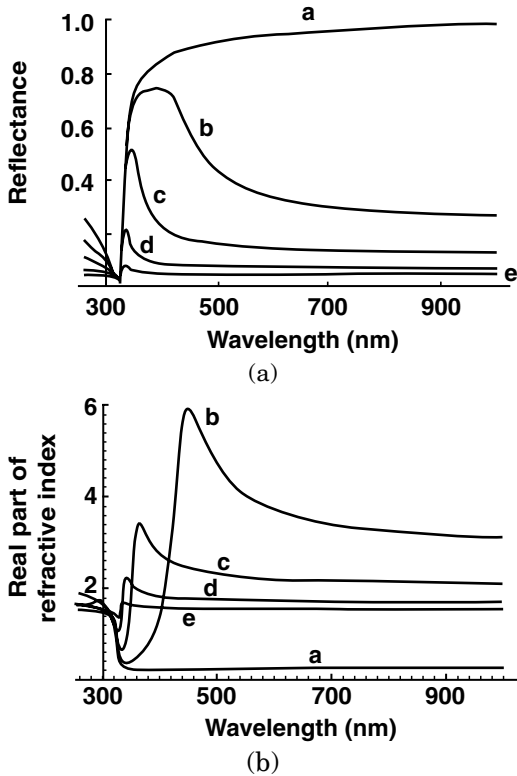 a
1.0
0.8
0.6
0.4
Reflectance
b
c
d
e
300 500 700 900
Wavelength (nm)
(a)
6
4
2
Real part of
refractive index
b
c
d
e
a
300 500 700 900
Wavelength (nm)
(b)